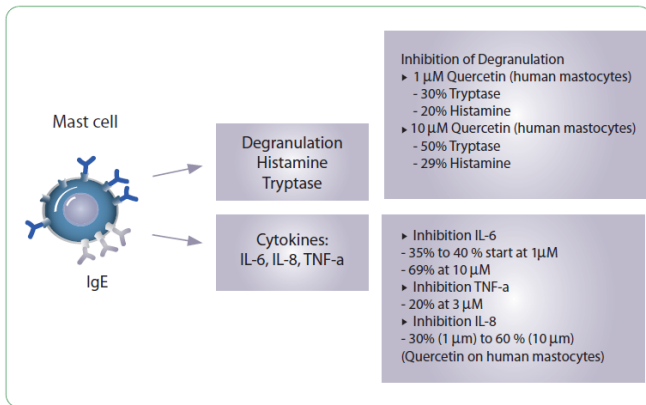 Mast cell
IgE
Degranulation
Histamine
Tryptase
Cytokines:
IL-6, IL-8, TNF-a
Inhibition of Degranulation
▸ 1 µM Quercetin (human mastocytes)
- 30% Tryptase
- 20% Histamine
▸ 10 µM Quercetin (human mastocytes)
- 50% Tryptase
- 29% Histamine
▸ Inhibition IL-6
- 35% to 40 % start at 1µM
- 69% at 10 µM
▸ Inhibition TNF-a
- 20% at 3 µM
▸ Inhibition IL-8
- 30% (1 µm) to 60 % (10 µm)
(Quercetin on human mastocytes)